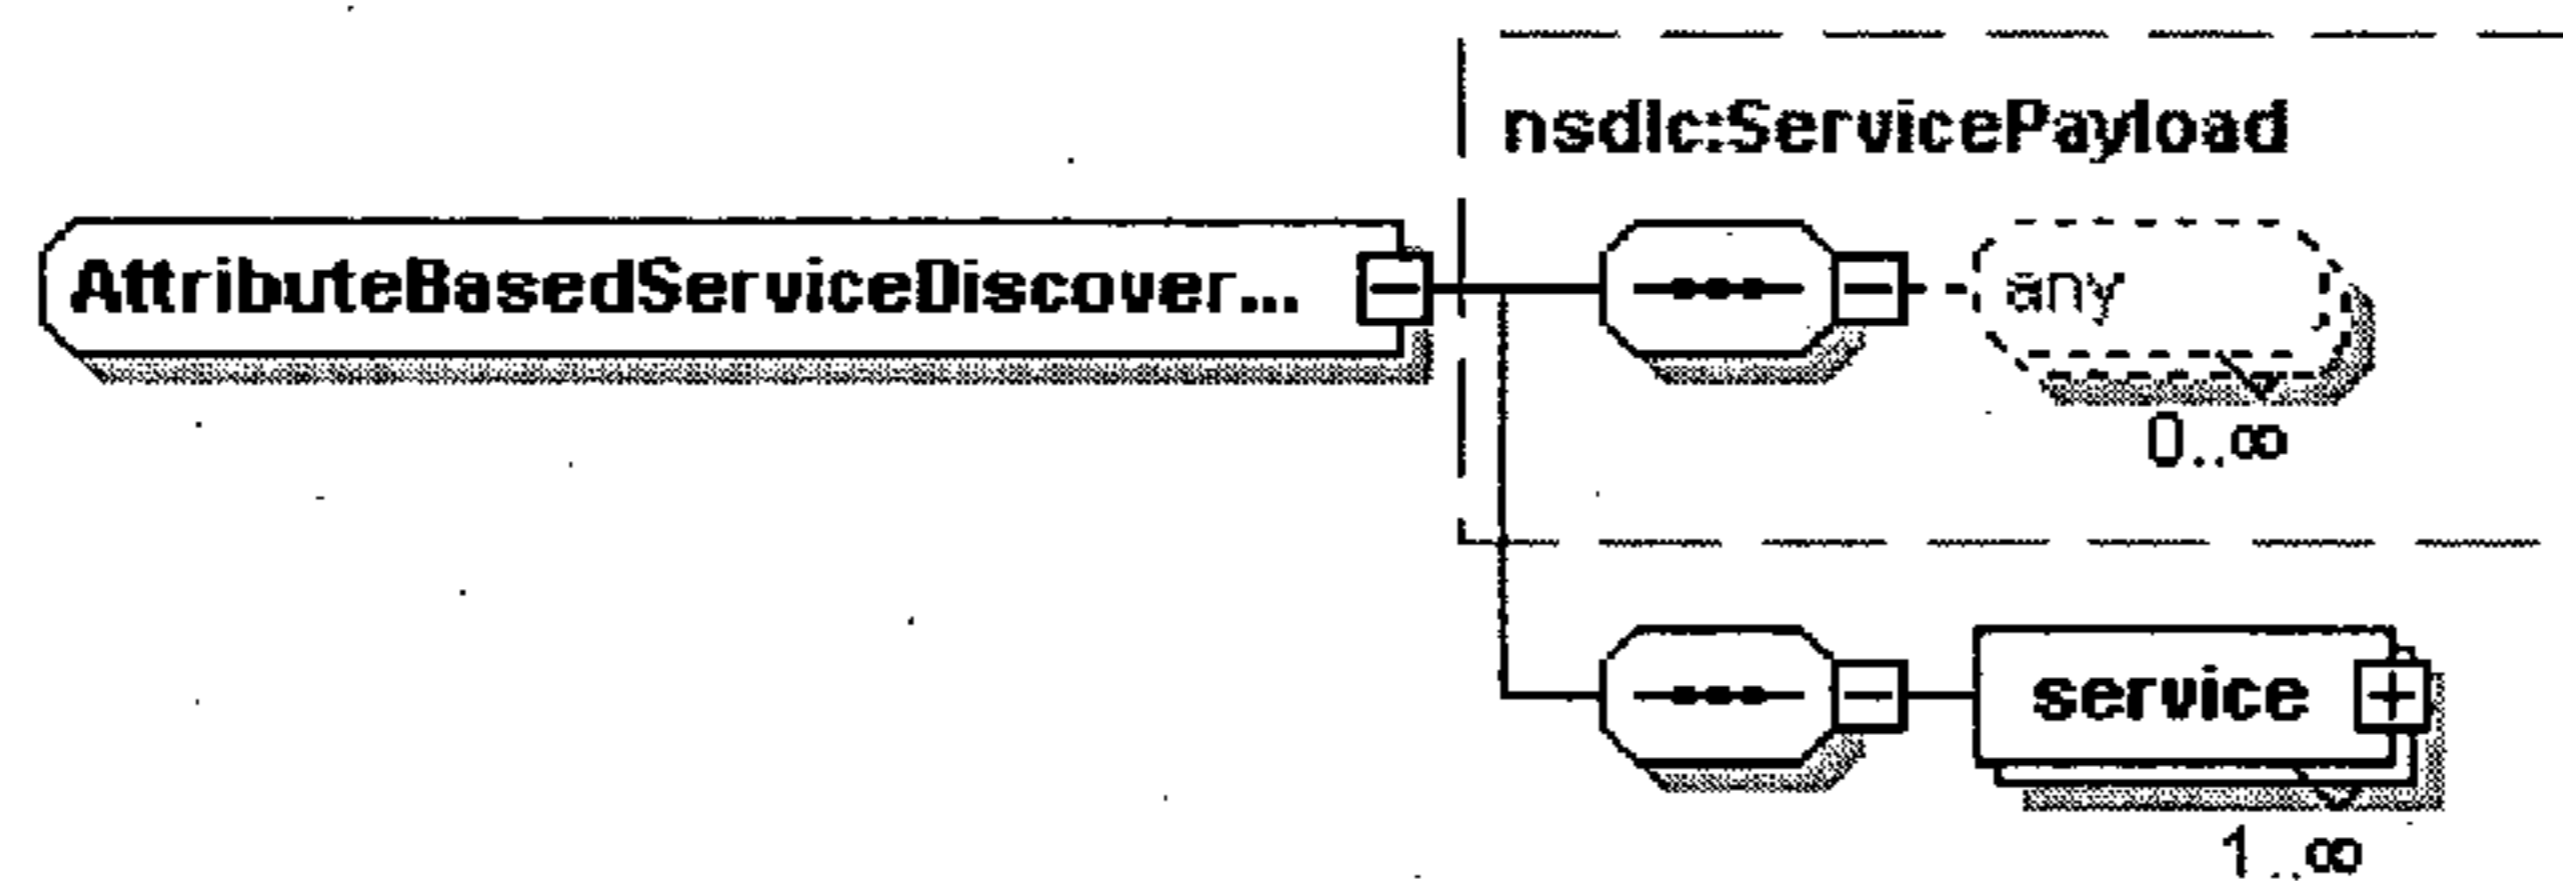 nsdlc:ServicePayload
AttributeBasedServiceDiscover...
any
0..∞
service
1..∞